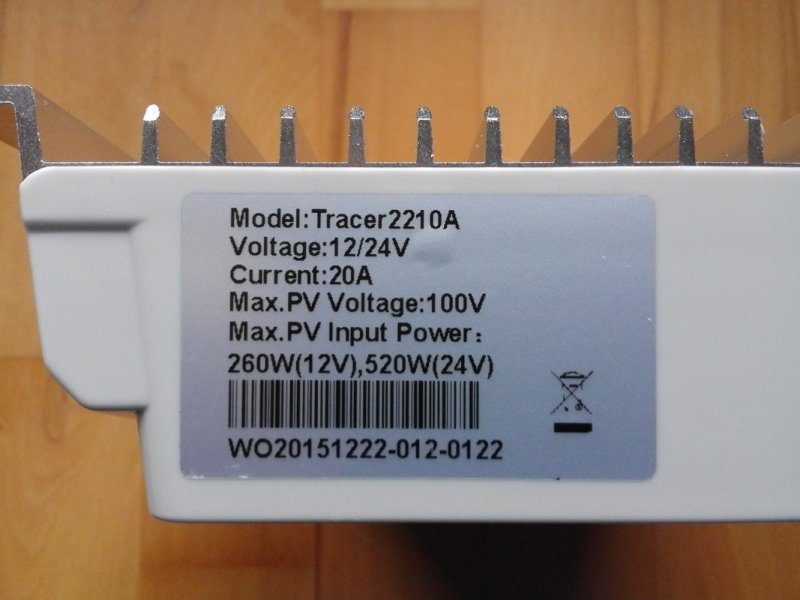 Model:Tracer2210A
Voltage:12/24V
Current:20A
Max.PV Voltage:100V
Max.PV Input Power：
260W(12V),520W(24V)
WO20151222-012-0122